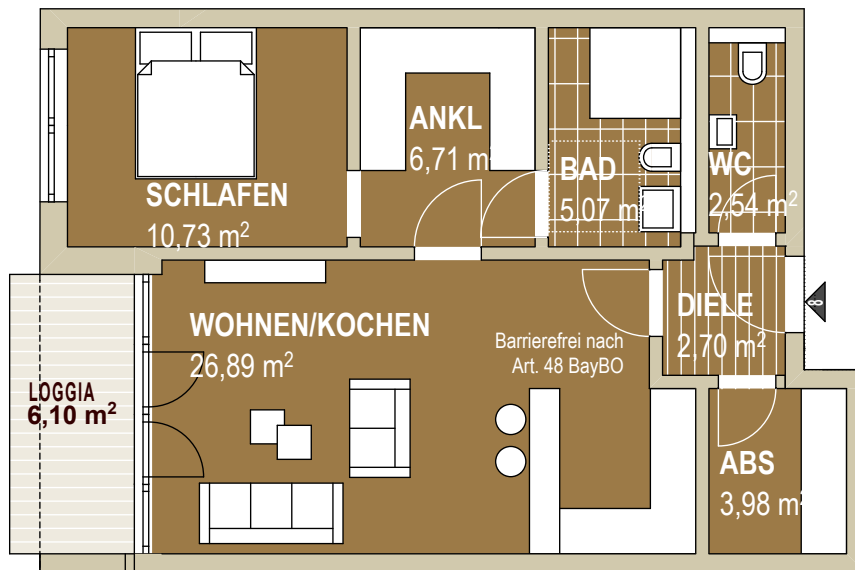 ANKL
6,71 m²
SCHLAFEN
10,73 m²
BAD
5,07 m²
WC
2,54 m²
WOHNEN/KOCHEN
26,89 m²
Barrierefrei nach
Art. 48 BayBO
DIELE
2,70 m²
8
LOGGIA
6,10 m²
ABS
3,98 m²